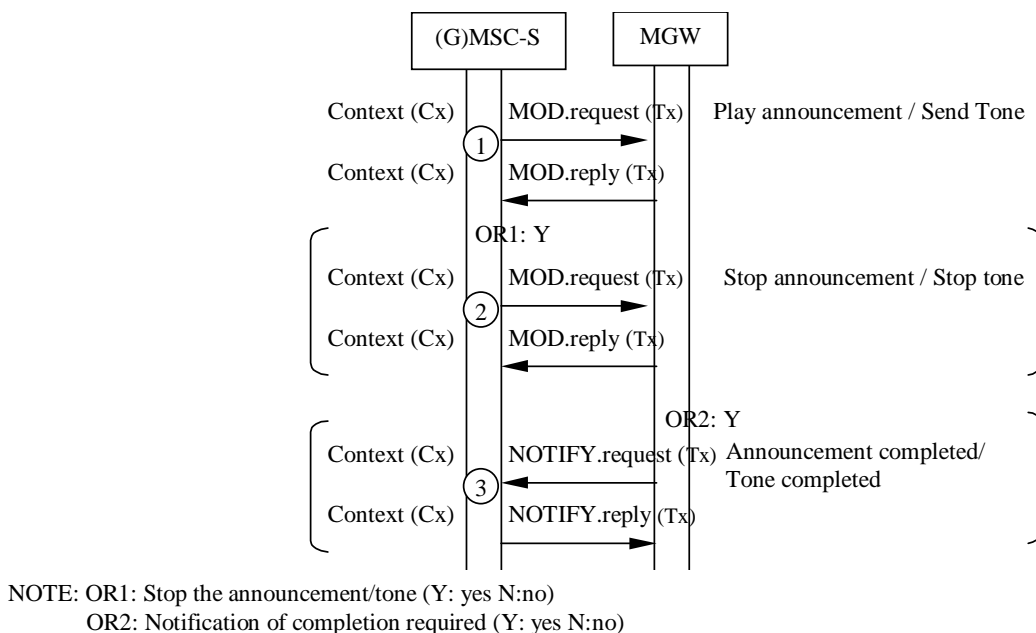 (G)MSC-S MGW
Context (Cx) MOD.request (Tx) Play announcement / Send Tone
1
Context (Cx) MOD.reply (Tx)
OR1: Y
Context (Cx) MOD.request (Tx) Stop announcement / Stop tone
2
Context (Cx) MOD.reply (Tx)
OR2: Y
Context (Cx) NOTIFY.request (Tx) Announcement completed/
Tone completed
3
Context (Cx) NOTIFY.reply (Tx)
NOTE: OR1: Stop the announcement/tone (Y: yes N:no)
OR2: Notification of completion required (Y: yes N:no)